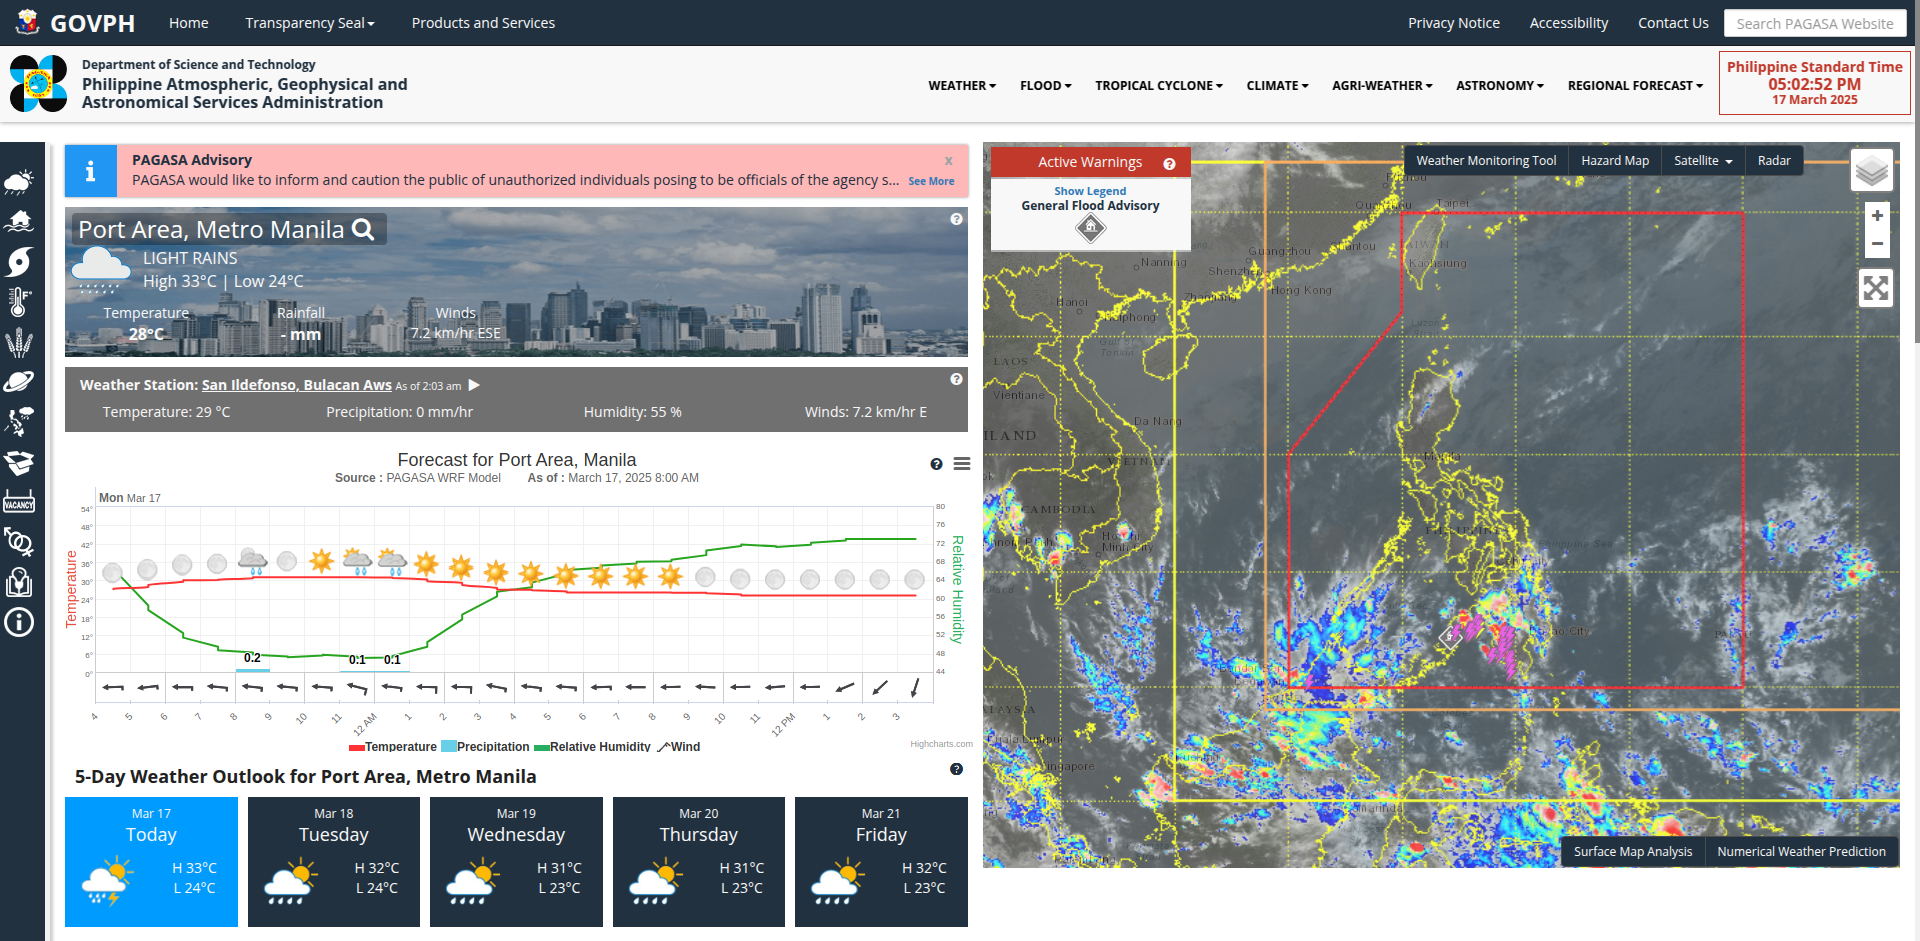 GOVPH
Home
Transparency Seal
Products and Services
Privacy Notice
Accessibility
Contact Us
Search PAGASA Website
Department of Science and Technology
Philippine Atmospheric, Geophysical and
Astronomical Services Administration
WEATHER
FLOOD
TROPICAL CYCLONE
CLIMATE
AGRI-WEATHER
ASTRONOMY
REGIONAL FORECAST
Philippine Standard Time
05:02:52 PM
17 March 2025
VACANCY
PAGASA Advisory
x
PAGASA would like to inform and caution the public of unauthorized individuals posing to be officials of the agency s... See More
Port Area, Metro Manila
LIGHT RAINS
High 33°C | Low 24°C
Temperature
28°C
Rainfall
- mm
Winds
7.2 km/hr ESE
Weather Station: San Ildefonso, Bulacan Aws As of 2:03 am
Temperature: 29 °C
Precipitation: 0 mm/hr
Humidity: 55 %
Winds: 7.2 km/hr E
Forecast for Port Area, Manila
Source : PAGASA WRF Model As of : March 17, 2025 8:00 AM
Mon Mar 17
Temperature
54°
48°
42°
36°
30°
24°
18°
12°
6°
0°
0.2
0.1
0.1
80
76
72
68
64
60
56
52
48
44
Relative Humidity
4 5 6 7 8 9 10 11 12 AM 1 2 3 4 5 6 7 8 9 10 11 12 PM 1 2 3
Temperature Precipitation Relative Humidity Wind
Highcharts.com
5-Day Weather Outlook for Port Area, Metro Manila
Mar 17
Today
H 33°C
L 24°C
Mar 18
Tuesday
H 32°C
L 24°C
Mar 19
Wednesday
H 31°C
L 23°C
Mar 20
Thursday
H 31°C
L 23°C
Mar 21
Friday
H 32°C
L 23°C
Active Warnings
Show Legend
General Flood Advisory
Weather Monitoring Tool
Hazard Map
Satellite
Radar
+
−
Taipei
Guangzhou
Nanning
Shenzhen
Kaohsiung
Hong Kong
Hanoi
Luzon
LAOS
Vientiane
Da Nang
VIETNAM
Manila
CAMBODIA
Minh City
Philippine Sea
Singapore
Surface Map Analysis
Numerical Weather Prediction